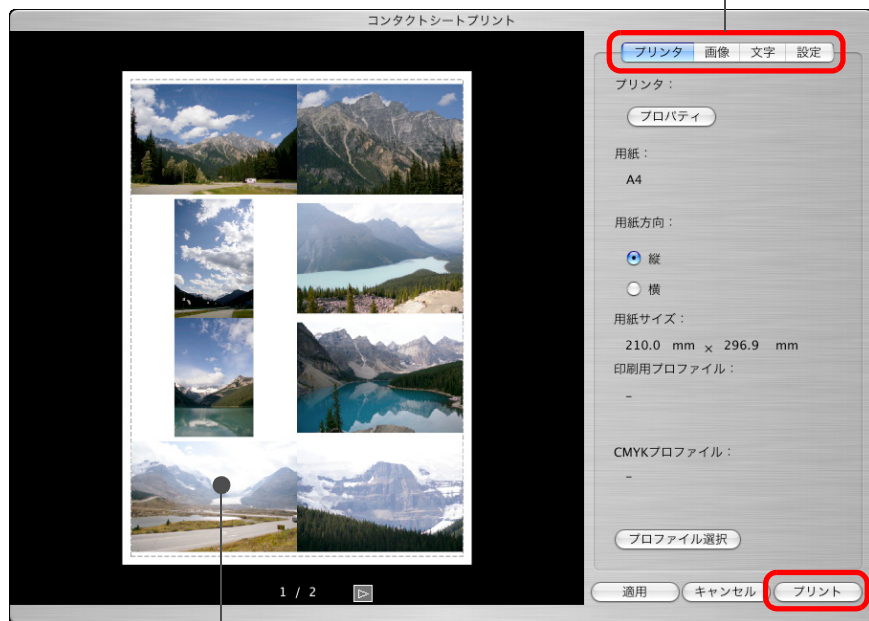 コンタクトシートプリント
プリンタ 画像 文字 設定
プリンタ：
プロパティ
用紙：
A4
用紙方向：
縦
横
用紙サイズ：
210.0 mm × 296.9 mm
印刷用プロファイル：
–
CMYKプロファイル：
–
プロファイル選択
1 / 2
適用 キャンセル プリント